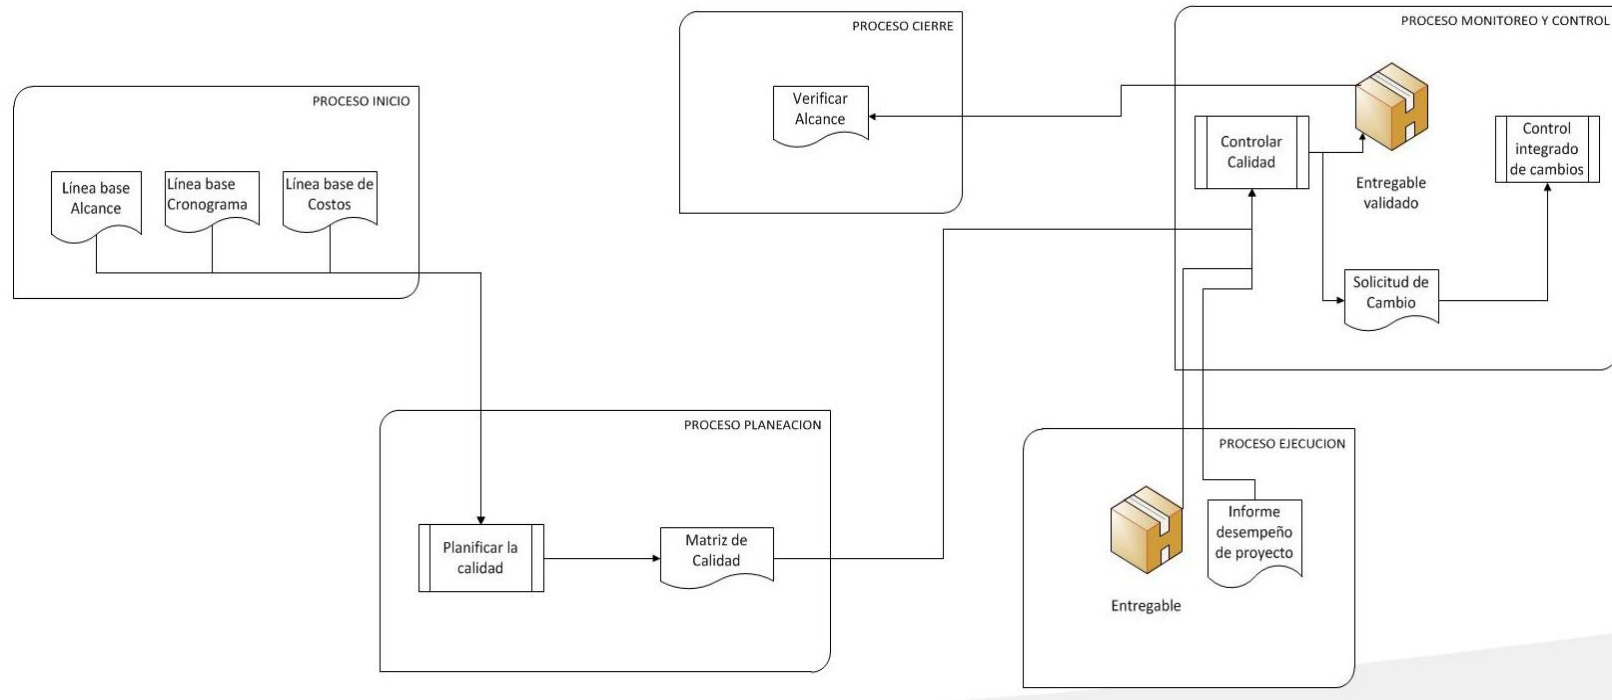 PROCESO INICIO
Línea base
Alcance
Línea base
Cronograma
Línea base de
Costos
PROCESO CIERRE
Verificar
Alcance
PROCESO MONITOREO Y CONTROL
Controlar
Calidad
Entregable
validado
Control
integrado
de cambios
Solicitud de
Cambio
PROCESO PLANEACION
Planificar la
calidad
Matriz de
Calidad
PROCESO EJECUCION
Entregable
Informe
desempeño
de proyecto